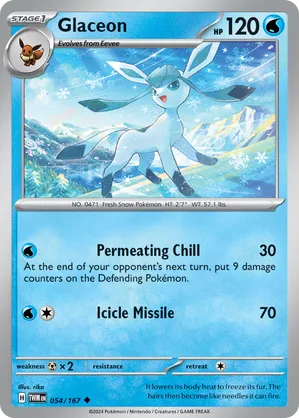 STAGE 1 Glaceon HP 120
Evolves from Eevee
NO. 0471 Fresh Snow Pokémon HT: 2'7" WT: 57.1 lbs
Permeating Chill 30
At the end of your opponent's next turn, put 9 damage
counters on the Defending Pokémon.
Icicle Missile 70
weakness ×2 resistance retreat
Illus. rika
H TWM EN 054/167
It lowers its body heat to freeze its fur. The
hairs then become like needles it can fire.
©2024 Pokémon / Nintendo / Creatures / GAME FREAK